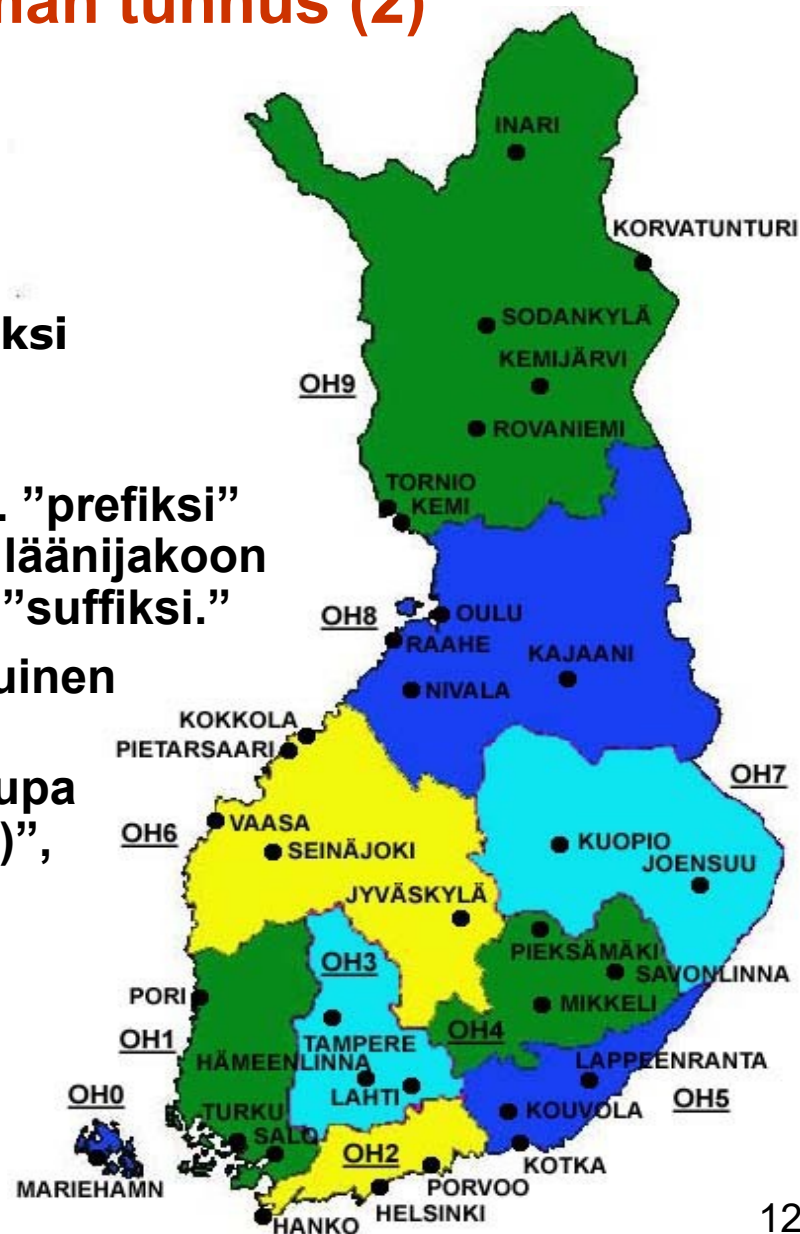 nan tunnus (2)
INARI
KORVATUNTURI
ksi
SODANKYLÄ
KEMIJÄRVI
OH9
ROVANIEMI
TORNIO
KEMI
. ”prefiksi”
läänijakoon
”suffiksi.”
OH8
OULU
RAAHE
KAJAANI
uinen
NIVALA
KOKKOLA
PIETARSAARI
OH7
upa
)”,
OH6
VAASA
SEINÄJOKI
KUOPIO
JOENSUU
JYVÄSKYLÄ
PIEKSÄMÄKI
OH3
SAVONLINNA
PORI
MIKKELI
OH1
TAMPERE
OH4
HÄMEENLINNA
LAPPEENRANTA
OH0
LAHTI
OH5
TURKU
KOUVOLA
SALO
OH2
KOTKA
MARIEHAMN
PORVOO
HELSINKI
HANKO
12